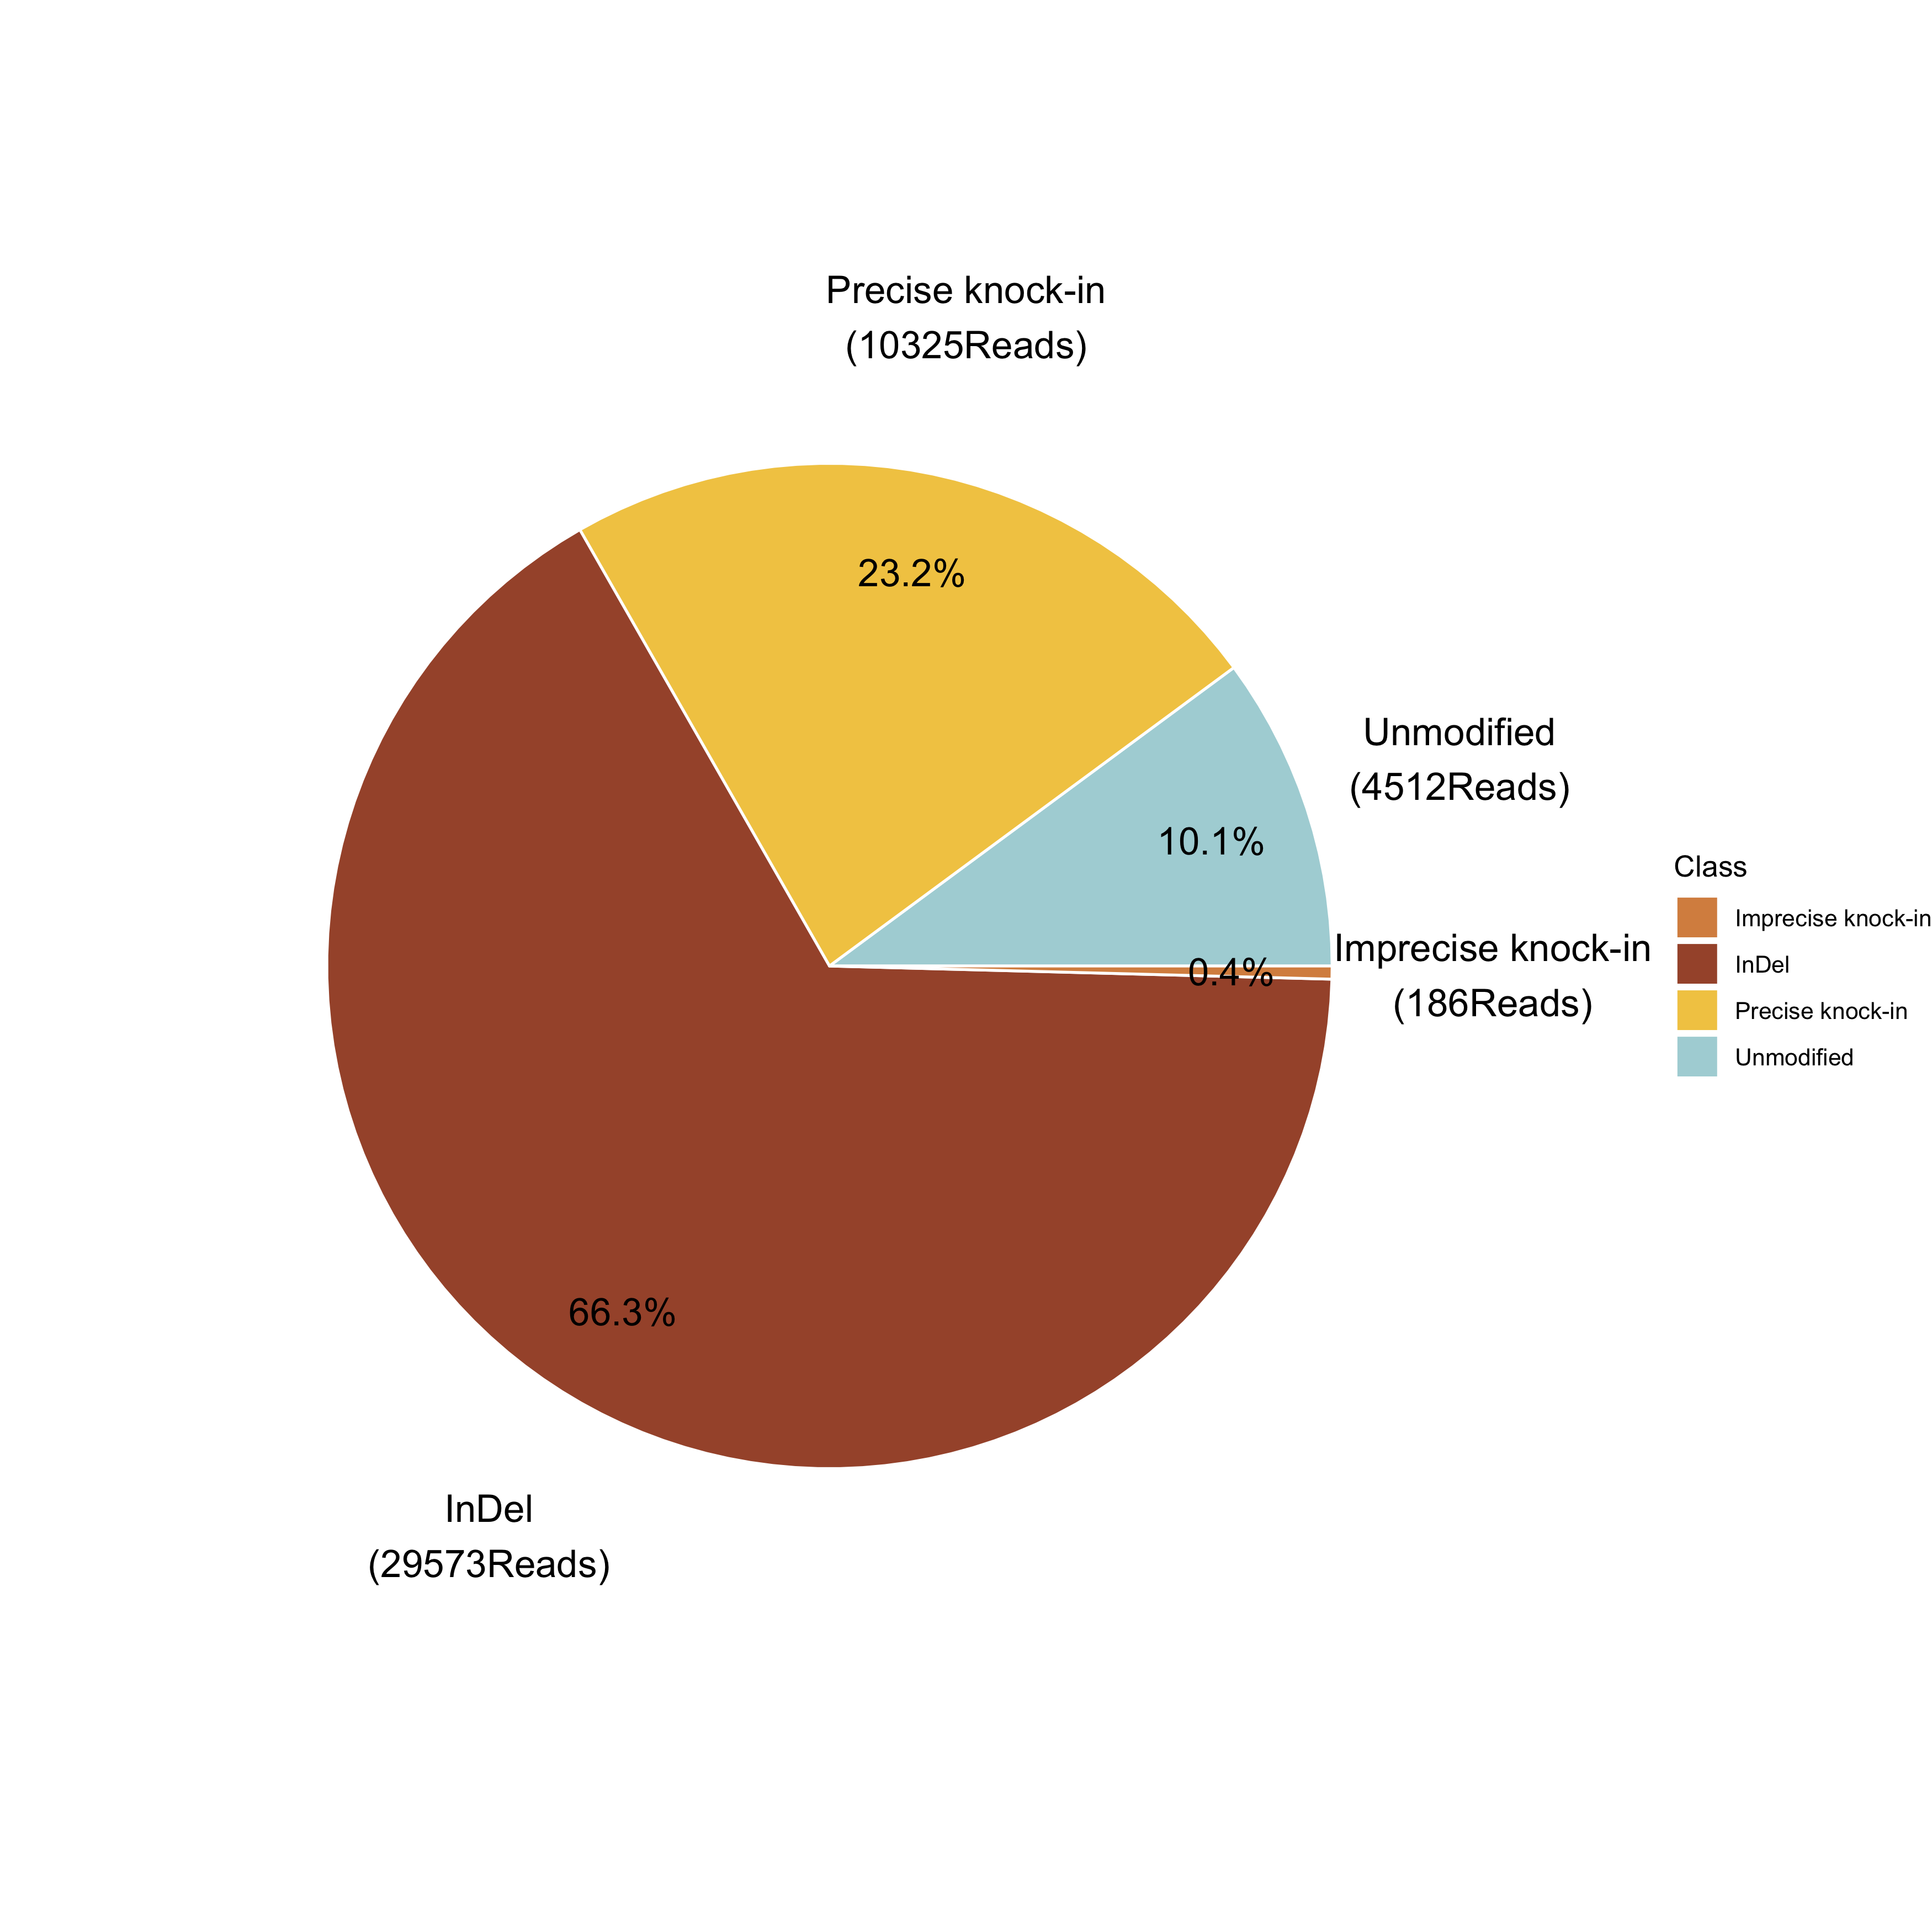 Precise knock-in
(10325Reads)
23.2%
Unmodified
(4512Reads)
10.1%
Imprecise knock-in
(186Reads)
0.4%
66.3%
InDel
(29573Reads)
Class
Imprecise knock-in
InDel
Precise knock-in
Unmodified